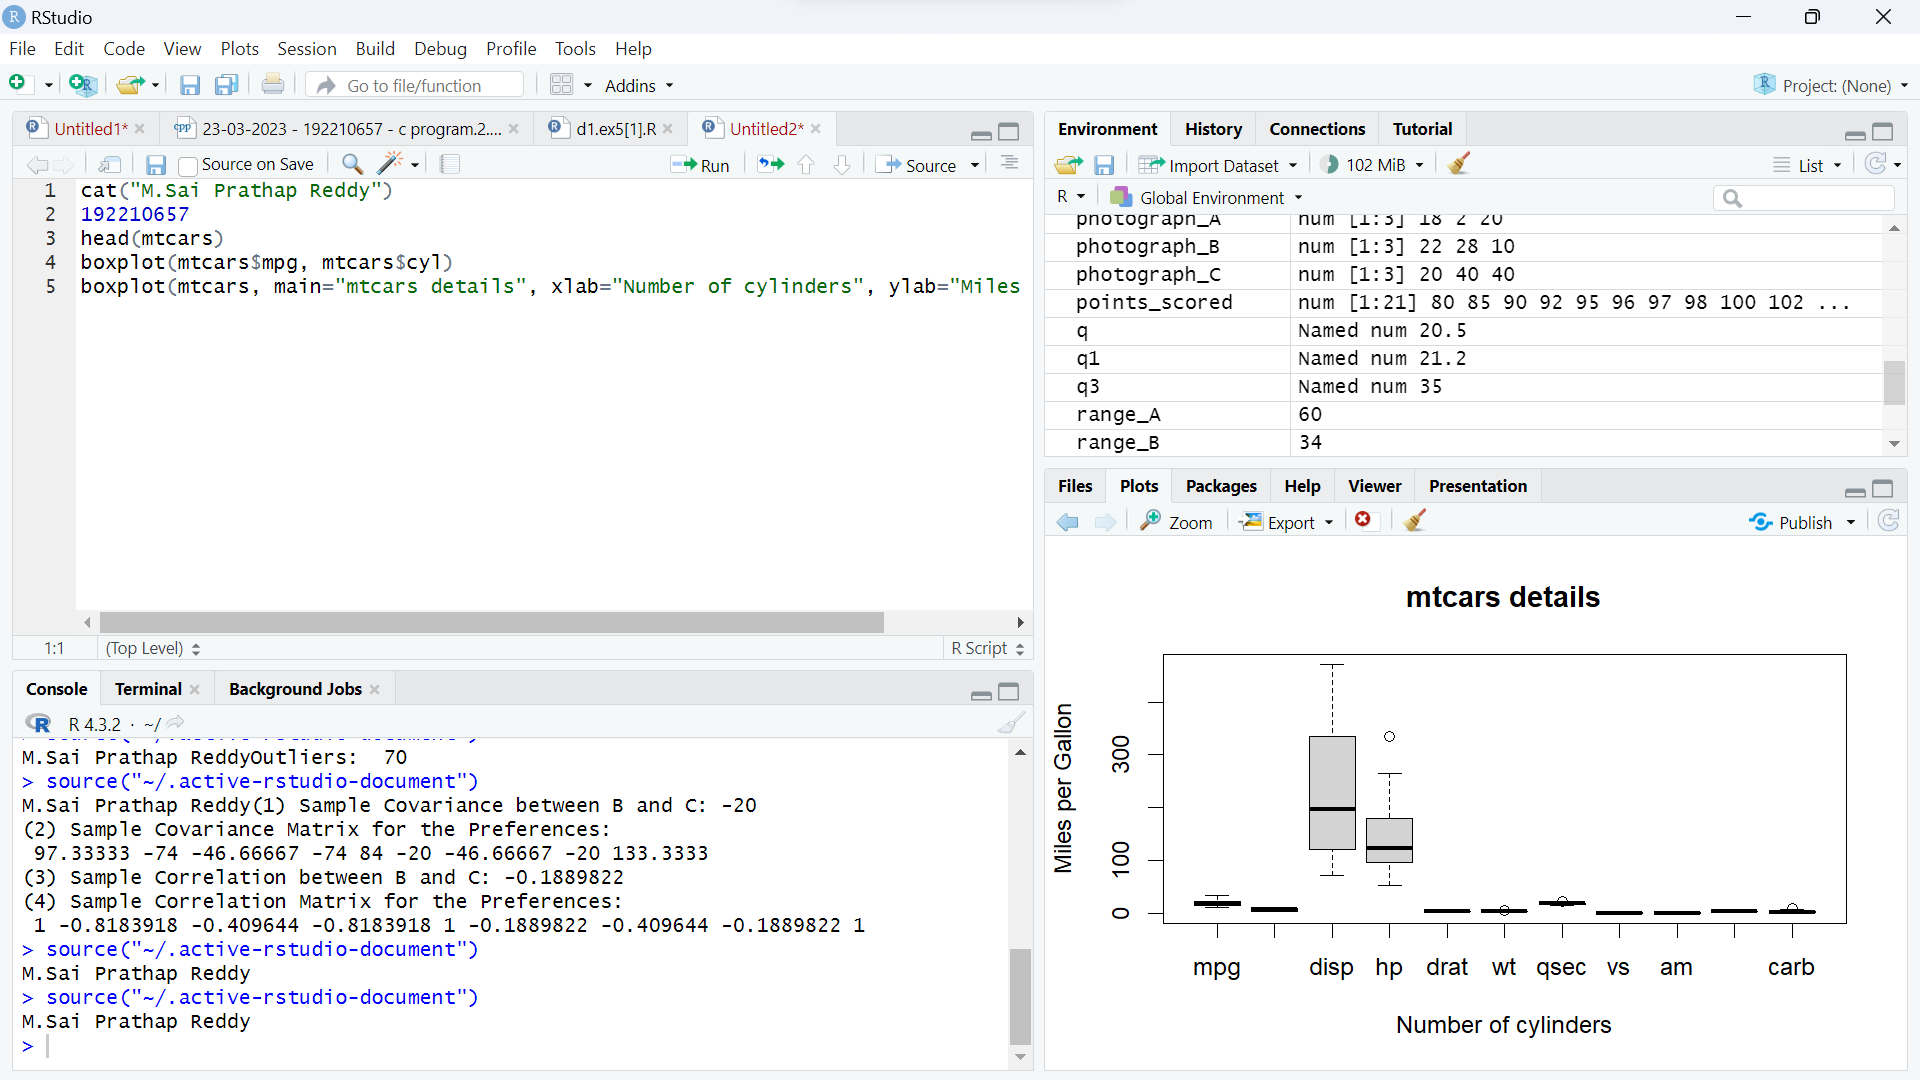 RStudio
File Edit Code View Plots Session Build Debug Profile Tools Help
Go to file/function Addins Project: (None)
Untitled1* 23-03-2023 - 192210657 - c program.2.... d1.ex5[1].R Untitled2*
Source on Save Run Source
1 cat("M.Sai Prathap Reddy")
2 192210657
3 head(mtcars)
4 boxplot(mtcars$mpg, mtcars$cyl)
5 boxplot(mtcars, main="mtcars details", xlab="Number of cylinders", ylab="Miles
1:1 (Top Level) R Script
Console Terminal Background Jobs
R 4.3.2 · ~/
M.Sai Prathap ReddyOutliers: 70
> source("~/.active-rstudio-document")
M.Sai Prathap Reddy(1) Sample Covariance between B and C: -20
(2) Sample Covariance Matrix for the Preferences:
97.33333 -74 -46.66667 -74 84 -20 -46.66667 -20 133.3333
(3) Sample Correlation between B and C: -0.1889822
(4) Sample Correlation Matrix for the Preferences:
1 -0.8183918 -0.409644 -0.8183918 1 -0.1889822 -0.409644 -0.1889822 1
> source("~/.active-rstudio-document")
M.Sai Prathap Reddy
> source("~/.active-rstudio-document")
M.Sai Prathap Reddy
>
Environment History Connections Tutorial
Import Dataset 102 MiB List
R Global Environment
photograph_A num [1:3] 18 2 20
photograph_B num [1:3] 22 28 10
photograph_C num [1:3] 20 40 40
points_scored num [1:21] 80 85 90 92 95 96 97 98 100 102 ...
q Named num 20.5
q1 Named num 21.2
q3 Named num 35
range_A 60
range_B 34
Files Plots Packages Help Viewer Presentation
Zoom Export Publish
mtcars details
Miles per Gallon
300
100
0
mpg disp hp drat wt qsec vs am carb
Number of cylinders